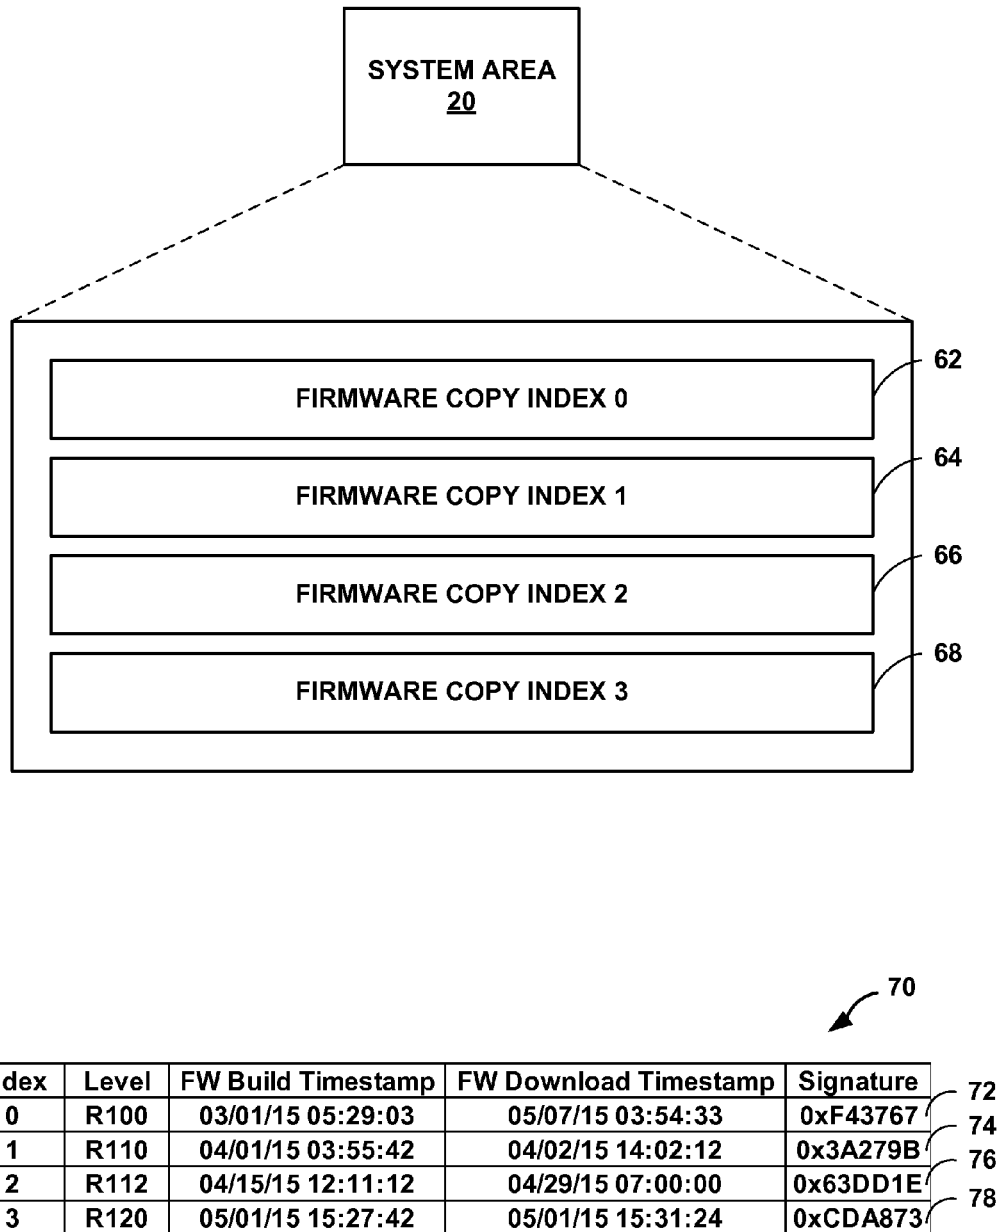 SYSTEM AREA
20
FIRMWARE COPY INDEX 0
62
FIRMWARE COPY INDEX 1
64
FIRMWARE COPY INDEX 2
66
FIRMWARE COPY INDEX 3
68
70
dex Level FW Build Timestamp FW Download Timestamp Signature
0 R100 03/01/15 05:29:03 05/07/15 03:54:33 0xF43767 72
1 R110 04/01/15 03:55:42 04/02/15 14:02:12 0x3A279B 74
2 R112 04/15/15 12:11:12 04/29/15 07:00:00 0x63DD1E 76
3 R120 05/01/15 15:27:42 05/01/15 15:31:24 0xCDA873 78